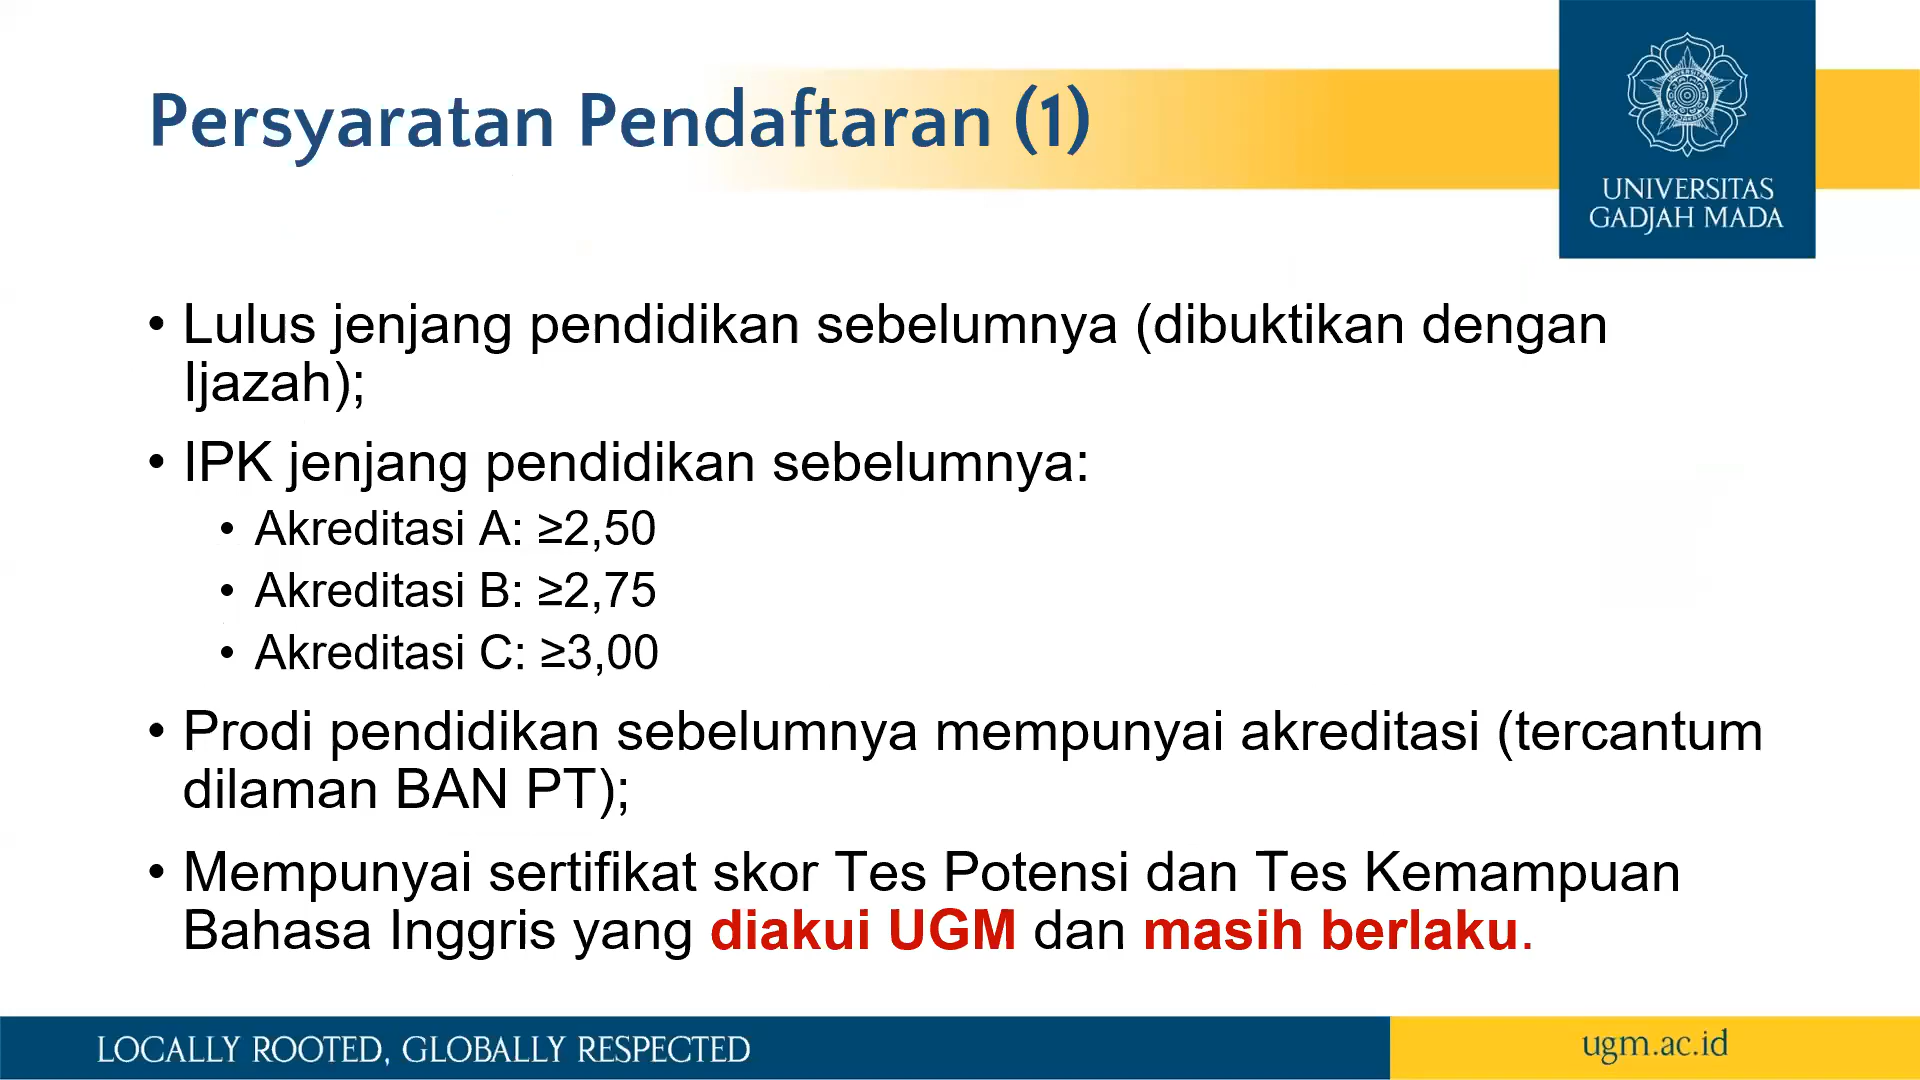 Persyaratan Pendaftaran (1)
UNIVERSITAS
GADJAH MADA
• Lulus jenjang pendidikan sebelumnya (dibuktikan dengan
Ijazah);
• IPK jenjang pendidikan sebelumnya:
• Akreditasi A: ≥2,50
• Akreditasi B: ≥2,75
• Akreditasi C: ≥3,00
• Prodi pendidikan sebelumnya mempunyai akreditasi (tercantum
dilaman BAN PT);
• Mempunyai sertifikat skor Tes Potensi dan Tes Kemampuan
Bahasa Inggris yang diakui UGM dan masih berlaku.
LOCALLY ROOTED, GLOBALLY RESPECTED
ugm.ac.id